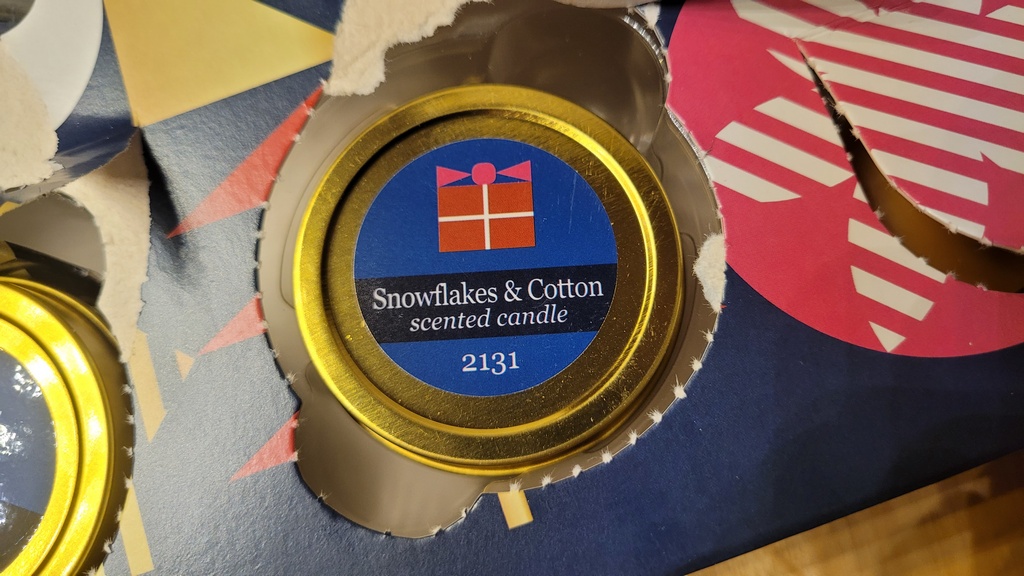 Snowflakes & Cotton
scented candle
2131